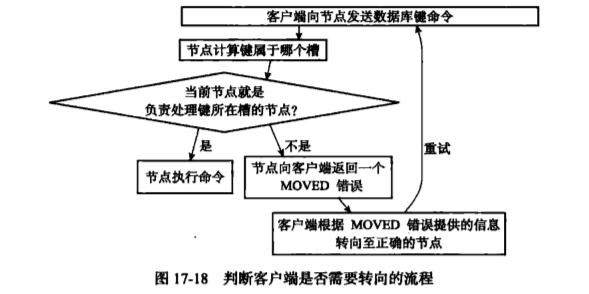 客户端向节点发送数据库键命令
节点计算键属于哪个槽
当前节点就是
负责处理键所在槽的节点?
是
不是
重试
节点执行命令
节点向客户端返回一个
MOVED 错误
客户端根据 MOVED 错误提供的信息
转向至正确的节点
图 17-18 判断客户端是否需要转向的流程